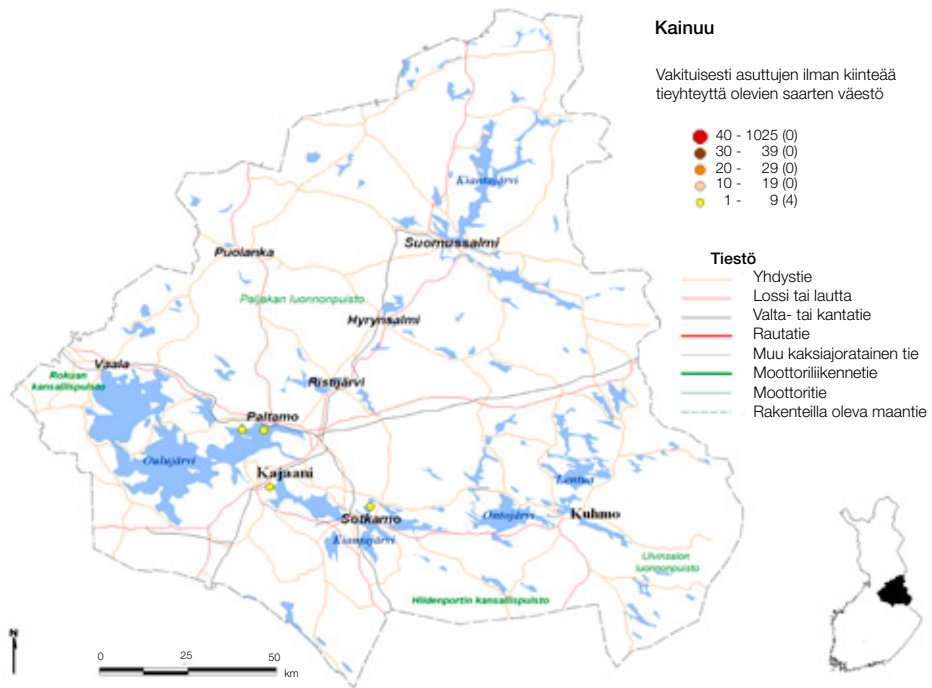 Kainuu
Vakituisesti asuttujen ilman kiinteää
tieyhteyttä olevien saarten väestö
40 - 1025 (0)
30 - 39 (0)
20 - 29 (0)
10 - 19 (0)
1 - 9 (4)
Tiestö
Yhdystie
Lossi tai lautta
Valta- tai kantatie
Rautatie
Muu kaksiajoratainen tie
Moottoriliikennetie
Moottoritie
Rakenteilla oleva maantie
Kiantajärvi
Suomussalmi
Puolanka
Paljakan luonnonpuisto
Hyrynsalmi
Vaala
Rokuan
kansallispuisto
Ristijärvi
Paltamo
Oulujärvi
Kajaani
Lentua
Sotkamo
Ontojärvi
Kuhmo
Kiantajärvi
Ulvinsalon
luonnonpuisto
Hiidenportin kansallispuisto
N
0 25 50
km